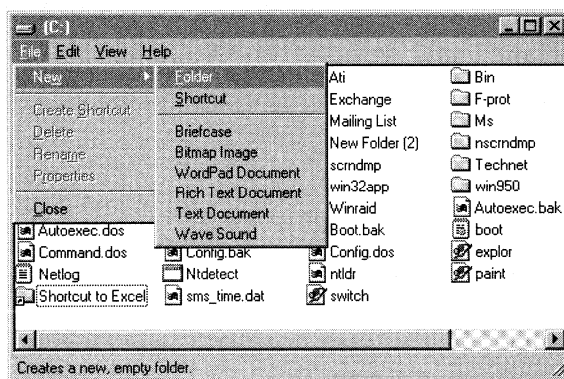 (C:)
File Edit View Help
New
Create Shortcut
Delete
Rename
Properties
Close
Folder
Shortcut
Briefcase
Bitmap Image
WordPad Document
Rich Text Document
Text Document
Wave Sound
Ati Bin
Exchange F-prot
Mailing List Ms
New Folder (2) nscrndmp
scrndmp Technet
win32app win950
Winraid Autoexec.bak
Autoexec.dos Boot.bak boot
Command.dos Config.bak Config.dos explor
Netlog Ntdetect ntldr paint
Shortcut to Excel sms_time.dat switch
Creates a new, empty folder.